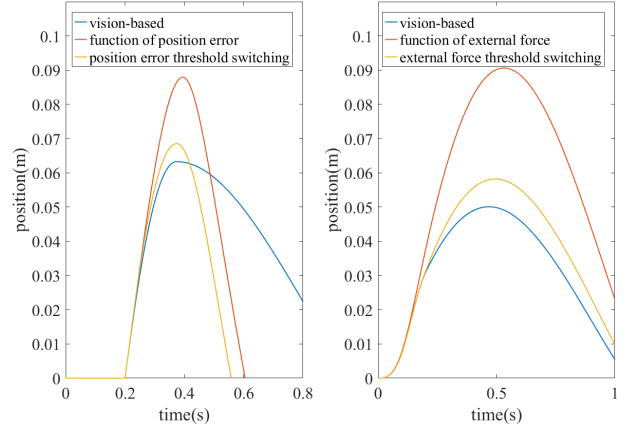 vision-based
function of position error
position error threshold switching
0.1
0.09
0.08
0.07
0.06
0.05
0.04
0.03
0.02
0.01
0
position(m)
0 0.2 0.4 0.6 0.8
time(s)
vision-based
function of external force
external force threshold switching
0.1
0.09
0.08
0.07
0.06
0.05
0.04
0.03
0.02
0.01
0
position(m)
0 0.5 1
time(s)